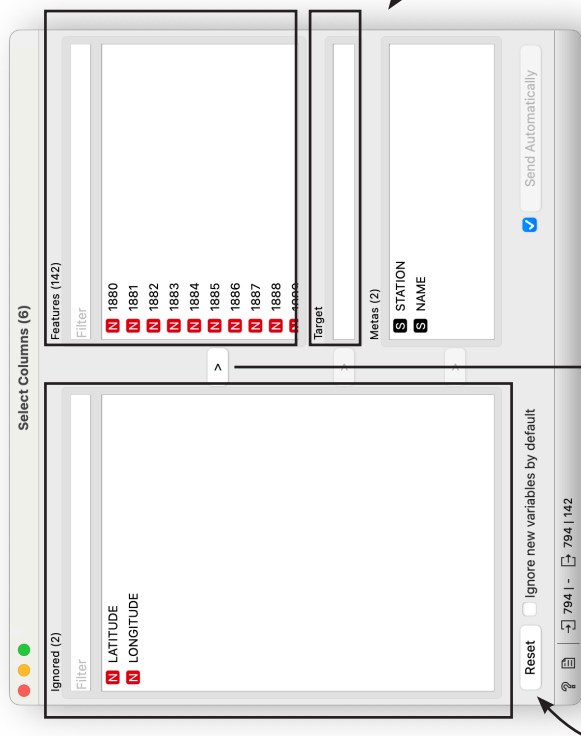 Select Columns (6)
Ignored (2)
Filter
N LATITUDE
N LONGITUDE
>
>
>
Features (142)
Filter
N 1880
N 1881
N 1882
N 1883
N 1884
N 1885
N 1886
N 1887
N 1888
N 1889
Target
Metas (2)
S STATION
S NAME
Reset
Ignore new variables by default
Send Automatically
? 794 | - 794 | 142